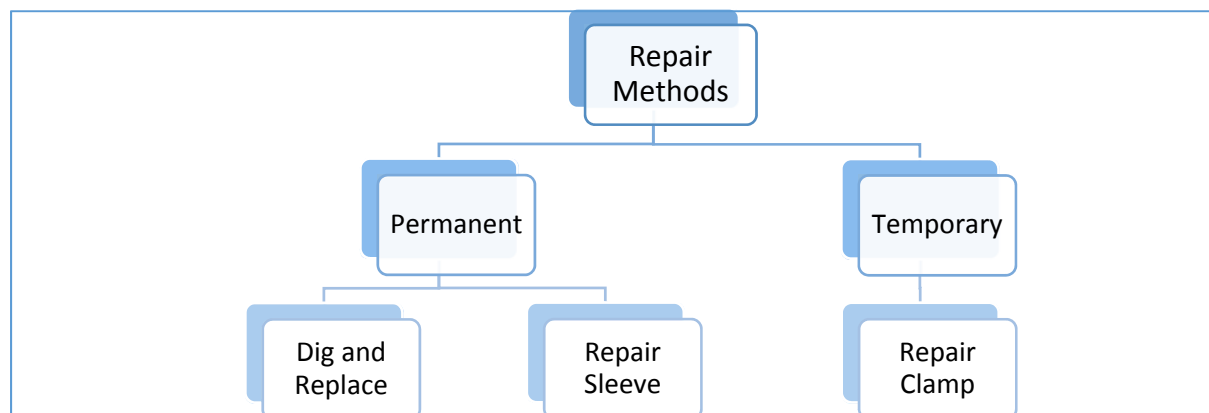 Repair
Methods
Permanent
Temporary
Dig and
Replace
Repair
Sleeve
Repair
Clamp